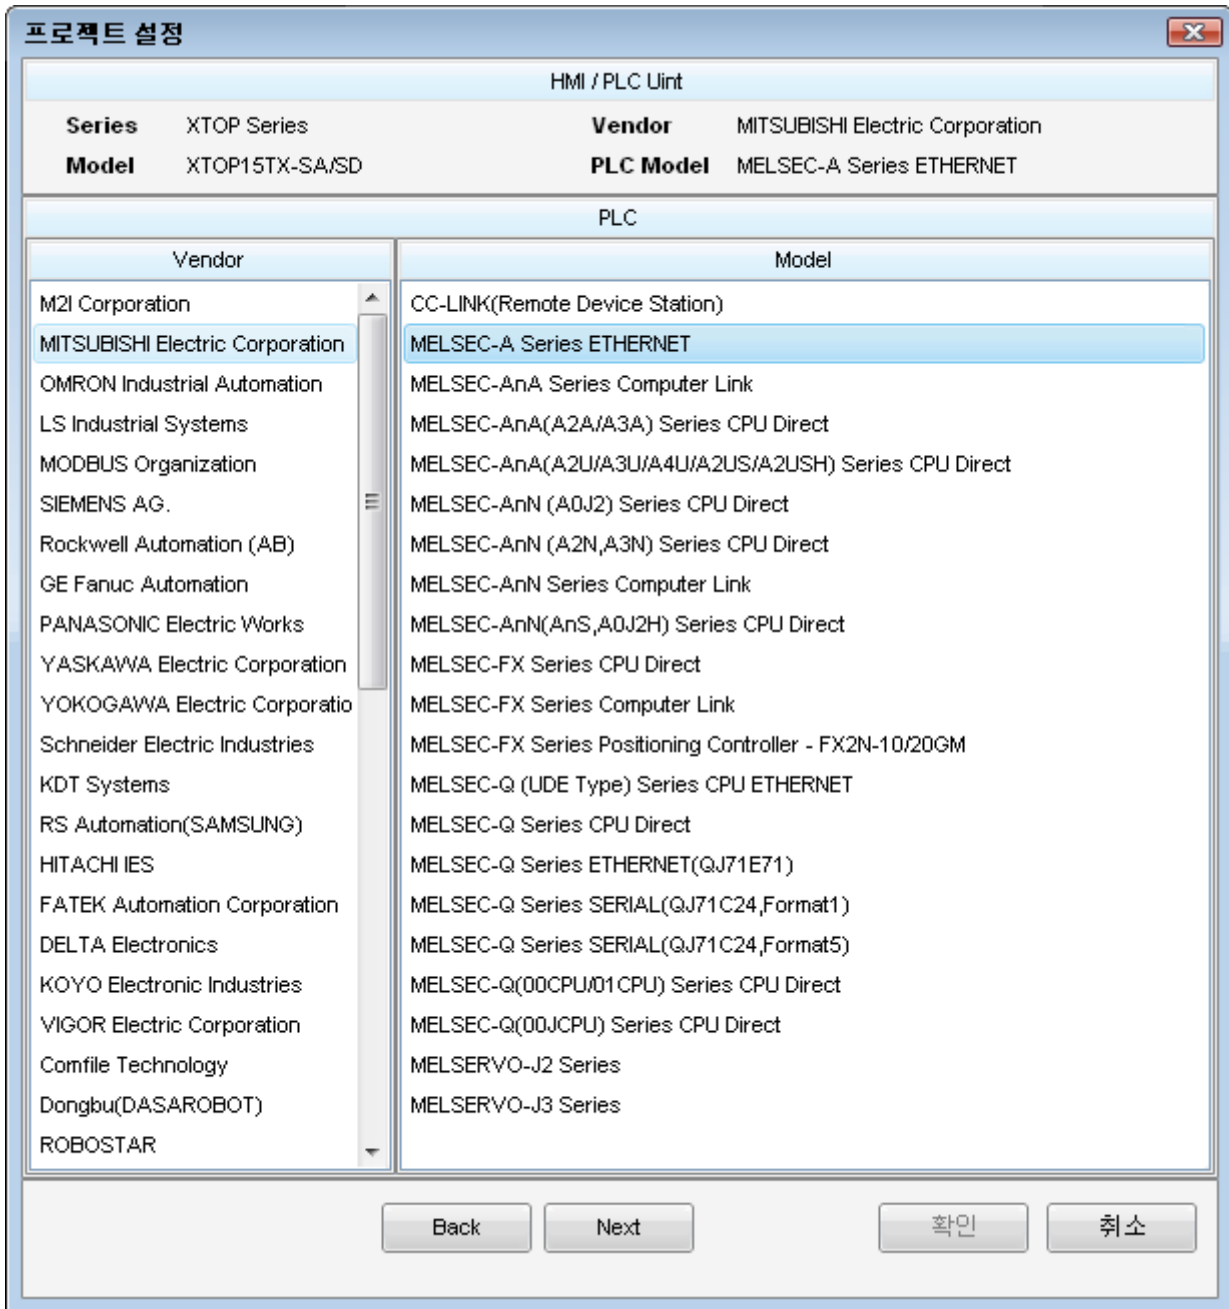 프로젝트 설정
HMI / PLC Uint
Series XTOP Series Vendor MITSUBISHI Electric Corporation
Model XTOP15TX-SA/SD PLC Model MELSEC-A Series ETHERNET
PLC
Vendor
M2I Corporation
MITSUBISHI Electric Corporation
OMRON Industrial Automation
LS Industrial Systems
MODBUS Organization
SIEMENS AG.
Rockwell Automation (AB)
GE Fanuc Automation
PANASONIC Electric Works
YASKAWA Electric Corporation
YOKOGAWA Electric Corporatio
Schneider Electric Industries
KDT Systems
RS Automation(SAMSUNG)
HITACHI IES
FATEK Automation Corporation
DELTA Electronics
KOYO Electronic Industries
VIGOR Electric Corporation
Comfile Technology
Dongbu(DASAROBOT)
ROBOSTAR
Model
CC-LINK(Remote Device Station)
MELSEC-A Series ETHERNET
MELSEC-AnA Series Computer Link
MELSEC-AnA(A2A/A3A) Series CPU Direct
MELSEC-AnA(A2U/A3U/A4U/A2US/A2USH) Series CPU Direct
MELSEC-AnN (A0J2) Series CPU Direct
MELSEC-AnN (A2N,A3N) Series CPU Direct
MELSEC-AnN Series Computer Link
MELSEC-AnN(AnS,A0J2H) Series CPU Direct
MELSEC-FX Series CPU Direct
MELSEC-FX Series Computer Link
MELSEC-FX Series Positioning Controller - FX2N-10/20GM
MELSEC-Q (UDE Type) Series CPU ETHERNET
MELSEC-Q Series CPU Direct
MELSEC-Q Series ETHERNET(QJ71E71)
MELSEC-Q Series SERIAL(QJ71C24,Format1)
MELSEC-Q Series SERIAL(QJ71C24,Format5)
MELSEC-Q(00CPU/01CPU) Series CPU Direct
MELSEC-Q(00JCPU) Series CPU Direct
MELSERVO-J2 Series
MELSERVO-J3 Series
Back Next 확인 취소